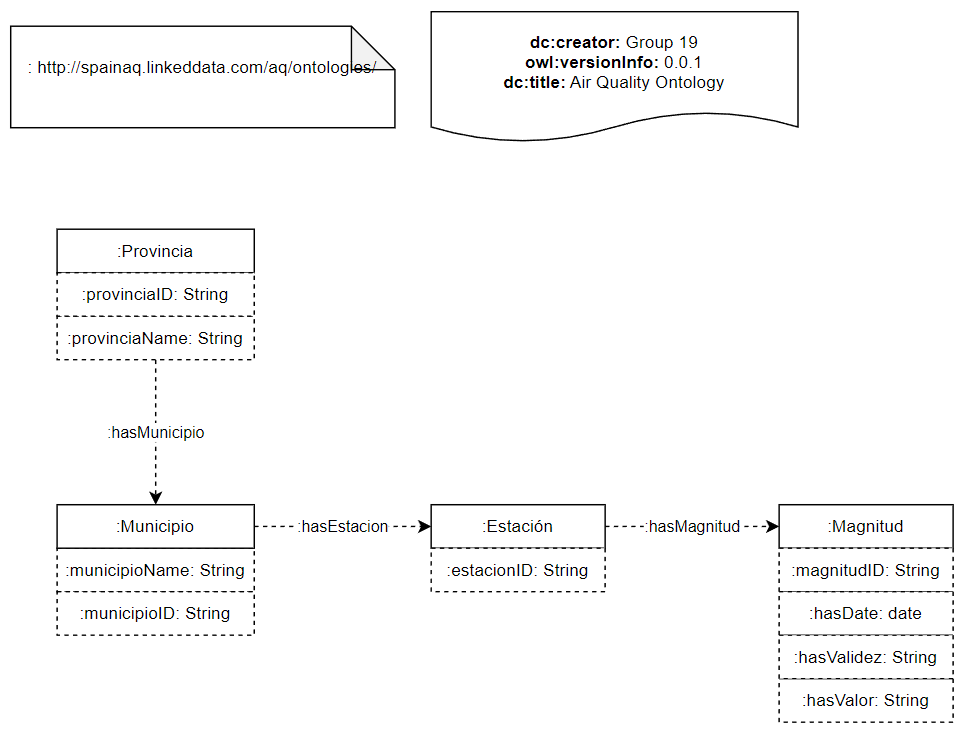 : http://spainaq.linkeddata.com/aq/ontologies/
dc:creator: Group 19
owl:versionInfo: 0.0.1
dc:title: Air Quality Ontology
:Provincia
:provinciaID: String
:provinciaName: String
:hasMunicipio
:Municipio
:municipioName: String
:municipioID: String
:hasEstacion
:Estación
:estacionID: String
:hasMagnitud
:Magnitud
:magnitudID: String
:hasDate: date
:hasValidez: String
:hasValor: String